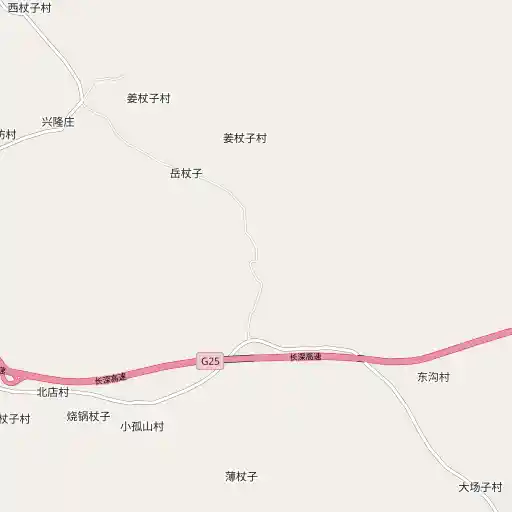 西杖子村
姜杖子村
兴隆庄
坊村
姜杖子村
岳杖子
长深高速
G25
速
长深高速
东沟村
北店村
杖子村
烧锅杖子
小孤山村
薄杖子
大场子村